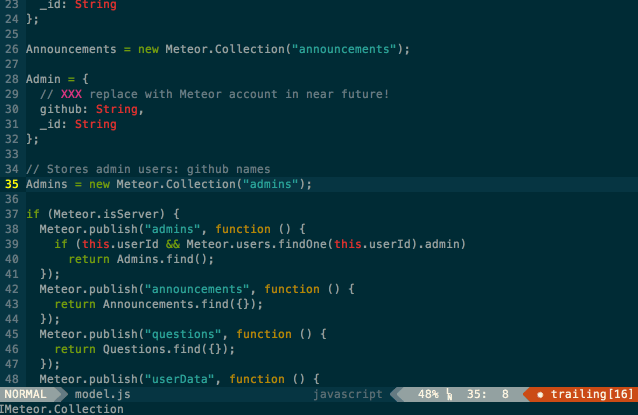 23   _id: String
24 };
25
26 Announcements = new Meteor.Collection("announcements");
27
28 Admin = {
29   // XXX replace with Meteor account in near future!
30   github: String,
31   _id: String
32 };
33
34 // Stores admin users: github names
35 Admins = new Meteor.Collection("admins");
36
37 if (Meteor.isServer) {
38   Meteor.publish("admins", function () {
39     if (this.userId && Meteor.users.findOne(this.userId).admin)
40       return Admins.find();
41   });
42   Meteor.publish("announcements", function () {
43     return Announcements.find({});
44   });
45   Meteor.publish("questions", function () {
46     return Questions.find({});
47   });
48   Meteor.publish("userData", function () {
NORMAL model.js javascript 48% 35: 8 trailing[16]
IMeteor.Collection